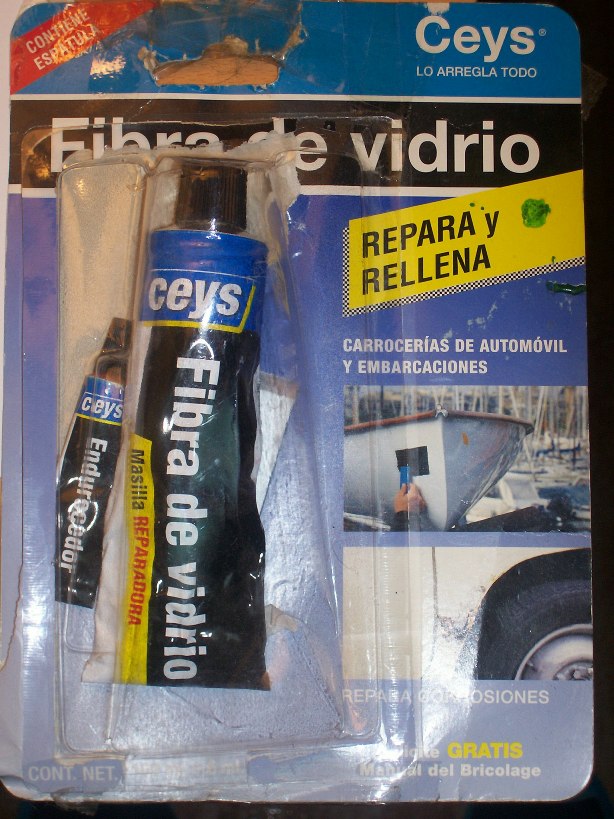 CONTIENE
ESPÁTULA
Ceys®
LO ARREGLA TODO
Fibra de vidrio
REPARA y
RELLENA
CARROCERÍAS DE AUTOMÓVIL
Y EMBARCACIONES
ceys
Fibra de vidrio
Masilla REPARADORA
ceys
Endurecedor
REPARA CORROSIONES
GRATIS
Manual del Bricolage
CONT. NET.